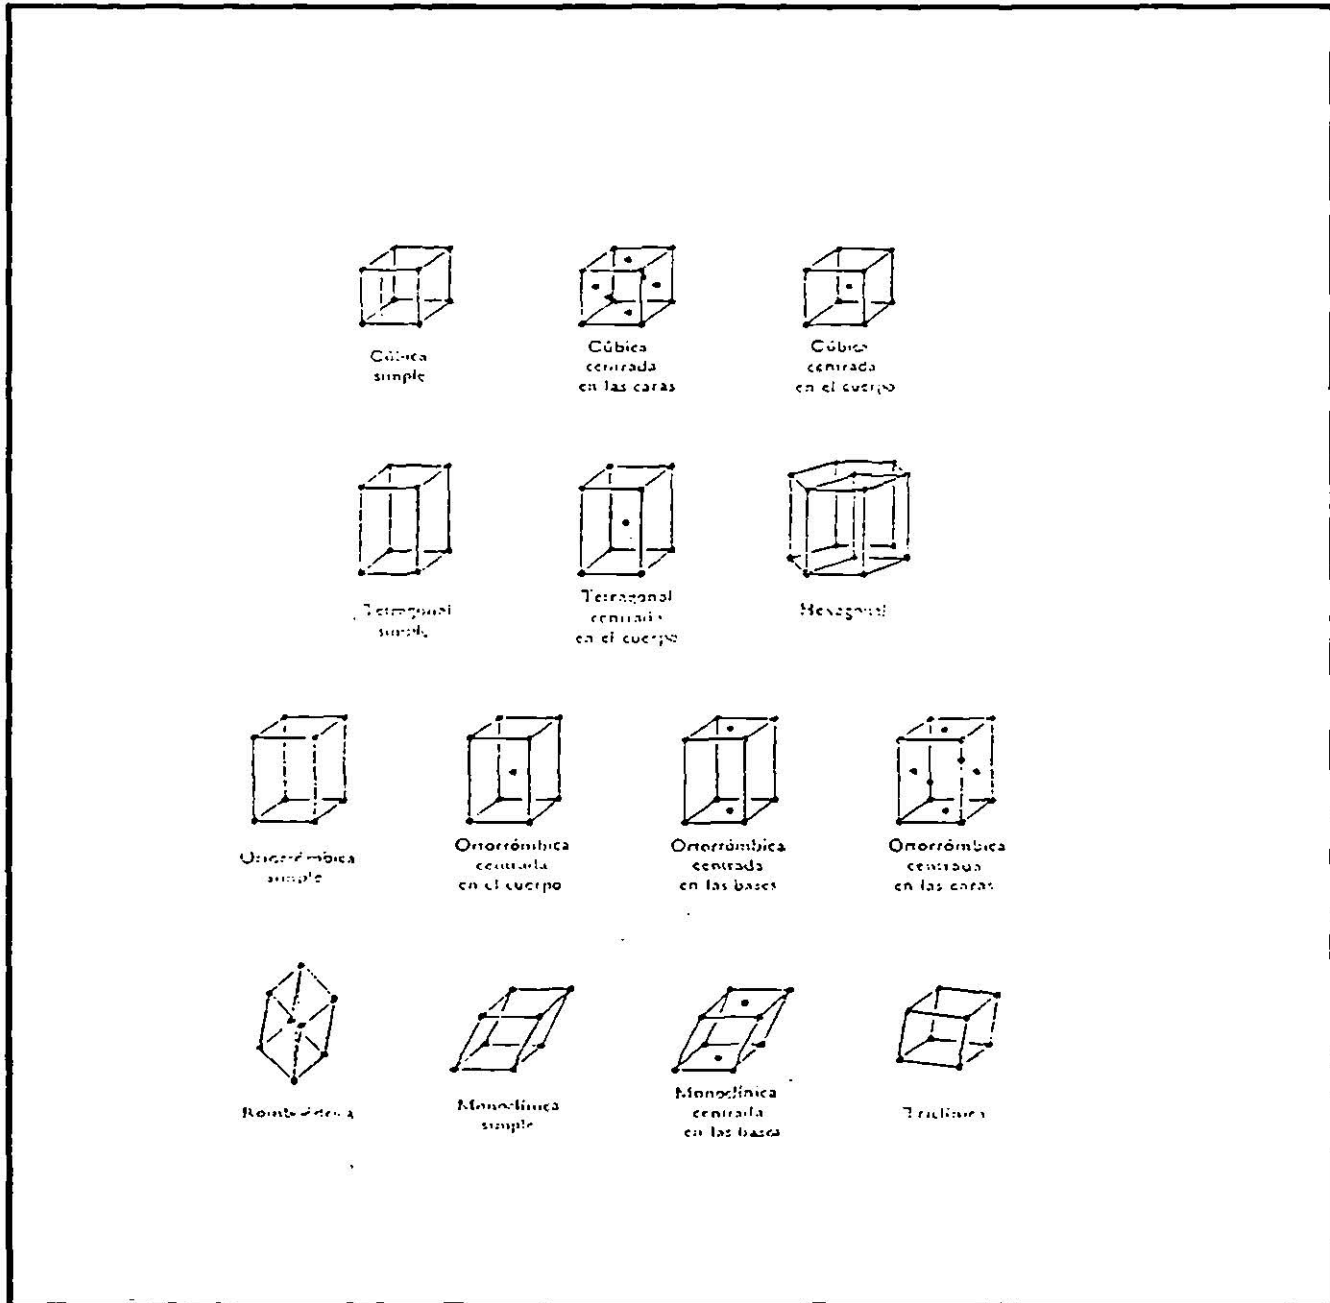 Cúbica
simple
Cúbica
centrada
en las caras
Cúbica
centrada
en el cuerpo
Tetragonal
simple
Tetragonal
centrada
en el cuerpo
Hexagonal
Ortorrómbica
simple
Ortorrómbica
centrada
en el cuerpo
Ortorrómbica
centrada
en las bases
Ortorrómbica
centrada
en las caras
Romboédrica
Monoclínica
simple
Monoclínica
centrada
en las bases
Triclínica